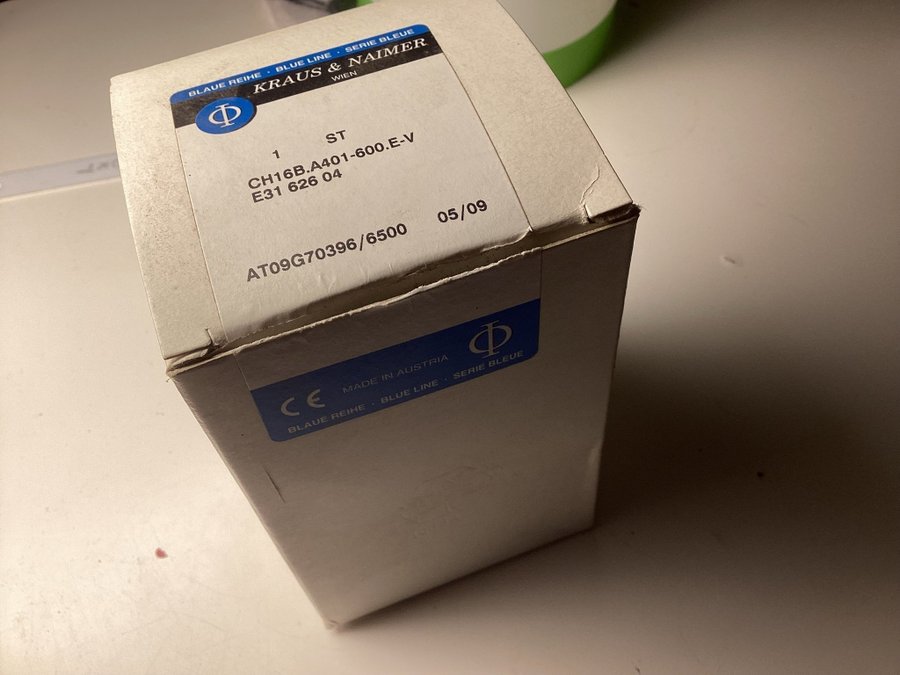 BLAUE REIHE · BLUE LINE · SERIE BLEUE
KRAUS & NAIMER
WIEN
1 ST
CH16B.A401-600.E-V
E31 626 04
AT09G70396/6500 05/09
CE MADE IN AUSTRIA
BLAUE REIHE · BLUE LINE · SERIE BLEUE